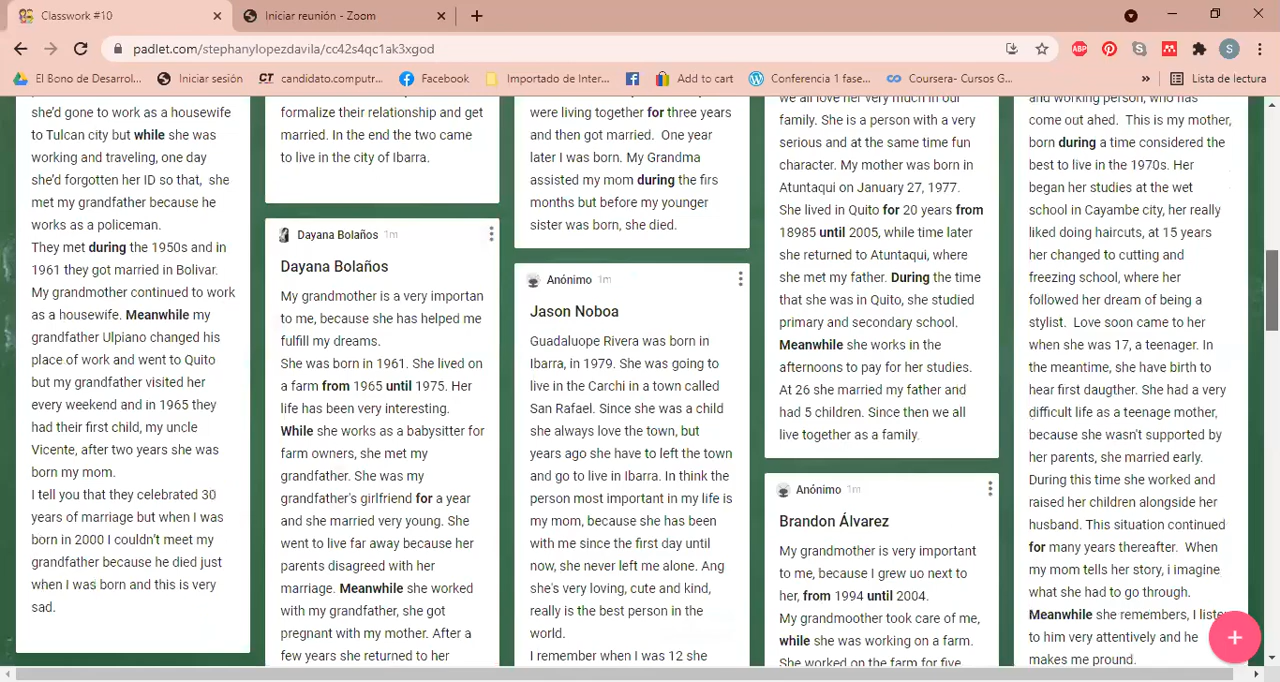 Classwork #10
Iniciar reunión - Zoom
padlet.com/stephanylopezdavila/cc42s4qc1ak3xgod
ABP
S
El Bono de Desarrol...
Iniciar sesión
CT candidato.computr...
Facebook
Importado de Inter...
Add to cart
Conferencia 1 fase...
Coursera- Cursos G...
»
Lista de lectura
she'd gone to work as a housewife
to Tulcan city but while she was
working and traveling, one day
she'd forgotten her ID so that, she
met my grandfather because he
works as a policeman.
They met during the 1950s and in
1961 they got married in Bolivar.
My grandmother continued to work
as a housewife. Meanwhile my
grandfather Ulpiano changed his
place of work and went to Quito
but my grandfather visited her
every weekend and in 1965 they
had their first child, my uncle
Vicente, after two years she was
born my mom.
I tell you that they celebrated 30
years of marriage but when I was
born in 2000 I couldn't meet my
grandfather because he died just
when I was born and this is very
sad.
formalize their relationship and get
married. In the end the two came
to live in the city of Ibarra.
Dayana Bolaños 1m
Dayana Bolaños
My grandmother is a very importan
to me, because she has helped me
fulfill my dreams.
She was born in 1961. She lived on
a farm from 1965 until 1975. Her
life has been very interesting.
While she works as a babysitter for
farm owners, she met my
grandfather. She was my
grandfather's girlfriend for a year
and she married very young. She
went to live far away because her
parents disagreed with her
marriage. Meanwhile she worked
with my grandfather, she got
pregnant with my mother. After a
few years she returned to her
were living together for three years
and then got married. One year
later I was born. My Grandma
assisted my mom during the firs
months but before my younger
sister was born, she died.
Anónimo 1m
Jason Noboa
Guadaluope Rivera was born in
Ibarra, in 1979. She was going to
live in the Carchi in a town called
San Rafael. Since she was a child
she always love the town, but
years ago she have to left the town
and go to live in Ibarra. In think the
person most important in my life is
my mom, because she has been
with me since the first day until
now, she never left me alone. Ang
she's very loving, cute and kind,
really is the best person in the
world.
I remember when I was 12 she
we all love her very much in our
family. She is a person with a very
serious and at the same time fun
character. My mother was born in
Atuntaqui on January 27, 1977.
She lived in Quito for 20 years from
18985 until 2005, while time later
she returned to Atuntaqui, where
she met my father. During the time
that she was in Quito, she studied
primary and secondary school.
Meanwhile she works in the
afternoons to pay for her studies.
At 26 she married my father and
had 5 children. Since then we all
live together as a family.
Anónimo 1m
Brandon Álvarez
My grandmother is very important
to me, because I grew uo next to
her, from 1994 until 2004.
My grandmoother took care of me,
while she was working on a farm.
She worked on the farm for five
and working person, who has
come out ahed. This is my mother,
born during a time considered the
best to live in the 1970s. Her
began her studies at the wet
school in Cayambe city, her really
liked doing haircuts, at 15 years
her changed to cutting and
freezing school, where her
followed her dream of being a
stylist. Love soon came to her
when she was 17, a teenager. In
the meantime, she have birth to
hear first daugther. She had a very
difficult life as a teenage mother,
because she wasn't supported by
her parents, she married early.
During this time she worked and
raised her children alongside her
husband. This situation continued
for many years thereafter. When
my mom tells her story, i imagine
what she had to go through.
Meanwhile she remembers, I liste
to him very attentively and he
makes me pround.